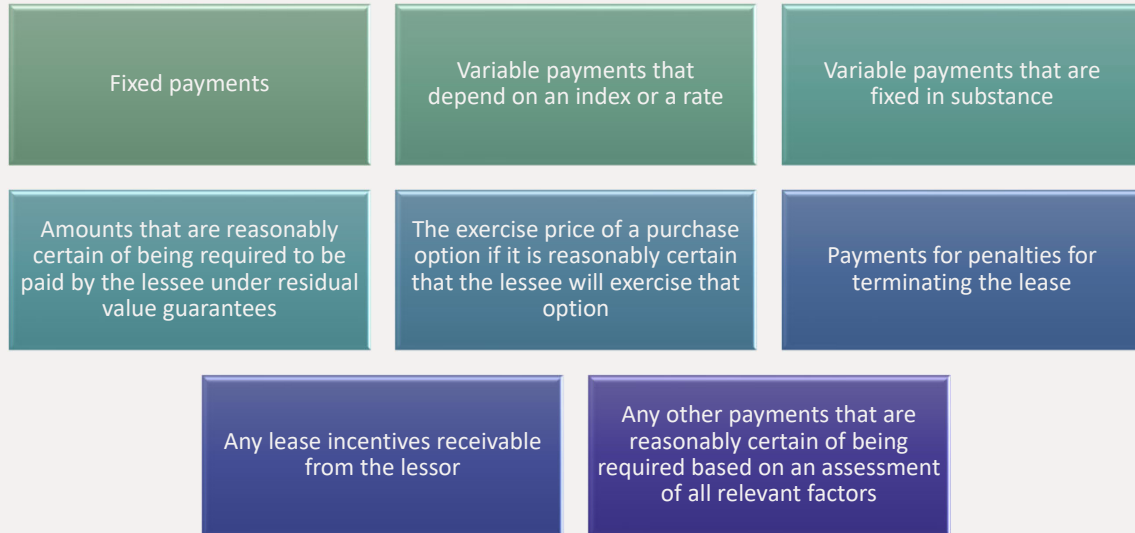 Fixed payments
Variable payments that
depend on an index or a rate
Variable payments that are
fixed in substance
Amounts that are reasonably
certain of being required to be
paid by the lessee under residual
value guarantees
The exercise price of a purchase
option if it is reasonably certain
that the lessee will exercise that
option
Payments for penalties for
terminating the lease
Any lease incentives receivable
from the lessor
Any other payments that are
reasonably certain of being
required based on an assessment
of all relevant factors